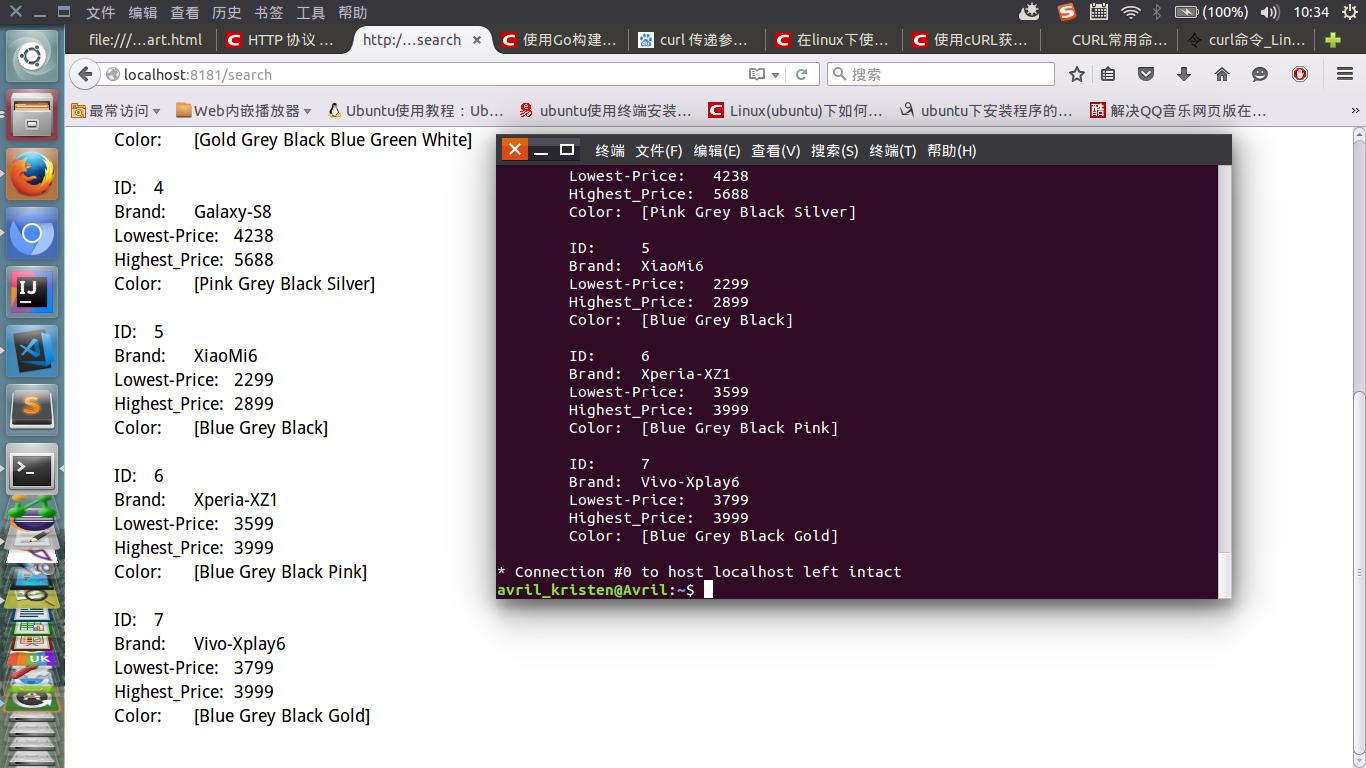 文件 编辑 查看 历史 书签 工具 帮助
(100%) 10:34
file:///...art.html
HTTP 协议 ...
http:/...search
使用Go构建...
curl 传递参...
在linux下使...
使用cURL获...
CURL常用命...
curl命令_Lin...
localhost:8181/search
搜索
最常访问
Web内嵌播放器
Ubuntu使用教程：Ub...
ubuntu使用终端安装...
Linux(ubuntu)下如何...
ubuntu下安装程序的...
解决QQ音乐网页版在...
Color: [Gold Grey Black Blue Green White]
ID: 4
Brand: Galaxy-S8
Lowest-Price: 4238
Highest_Price: 5688
Color: [Pink Grey Black Silver]
ID: 5
Brand: XiaoMi6
Lowest-Price: 2299
Highest_Price: 2899
Color: [Blue Grey Black]
ID: 6
Brand: Xperia-XZ1
Lowest-Price: 3599
Highest_Price: 3999
Color: [Blue Grey Black Pink]
ID: 7
Brand: Vivo-Xplay6
Lowest-Price: 3799
Highest_Price: 3999
Color: [Blue Grey Black Gold]
终端 文件(F) 编辑(E) 查看(V) 搜索(S) 终端(T) 帮助(H)
Lowest-Price: 4238
Highest_Price: 5688
Color: [Pink Grey Black Silver]
ID: 5
Brand: XiaoMi6
Lowest-Price: 2299
Highest_Price: 2899
Color: [Blue Grey Black]
ID: 6
Brand: Xperia-XZ1
Lowest-Price: 3599
Highest_Price: 3999
Color: [Blue Grey Black Pink]
ID: 7
Brand: Vivo-Xplay6
Lowest-Price: 3799
Highest_Price: 3999
Color: [Blue Grey Black Gold]
* Connection #0 to host localhost left intact
avril_kristen@Avril:~$
IJ
UK